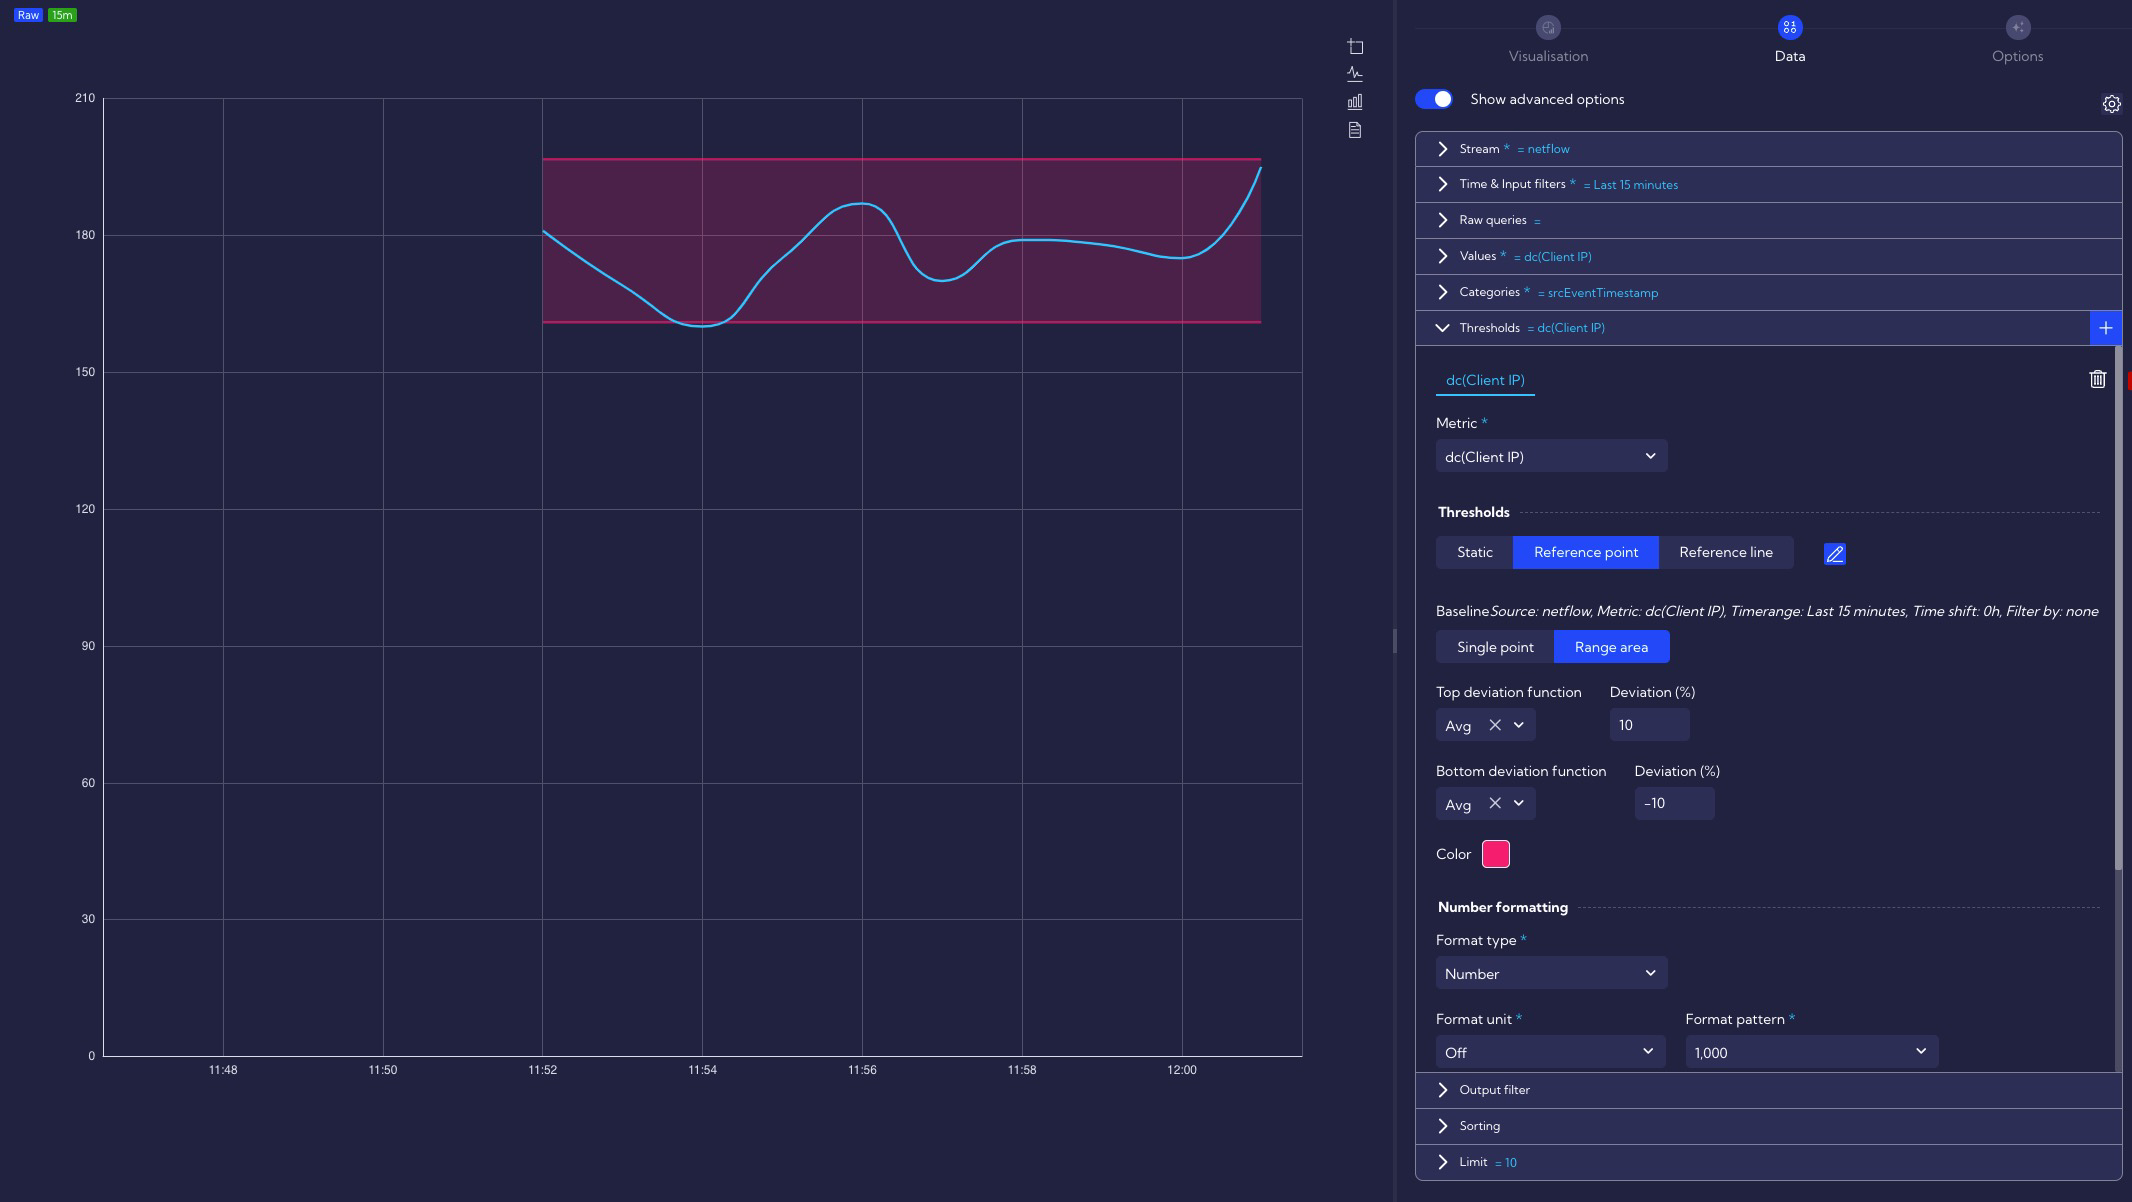 Raw 15m
210
180
150
120
90
60
30
0
11:48 11:50 11:52 11:54 11:56 11:58 12:00
Visualisation Data Options
Show advanced options
Stream * = netflow
Time & Input filters * = Last 15 minutes
Raw queries =
Values * = dc(Client IP)
Categories * = srcEventTimestamp
Thresholds = dc(Client IP)
dc(Client IP)
Metric *
dc(Client IP)
Thresholds
Static Reference point Reference line
Baseline Source: netflow, Metric: dc(Client IP), Timerange: Last 15 minutes, Time shift: 0h, Filter by: none
Single point Range area
Top deviation function Deviation (%)
Avg 10
Bottom deviation function Deviation (%)
Avg -10
Color
Number formatting
Format type *
Number
Format unit * Format pattern *
Off 1,000
Output filter
Sorting
Limit = 10